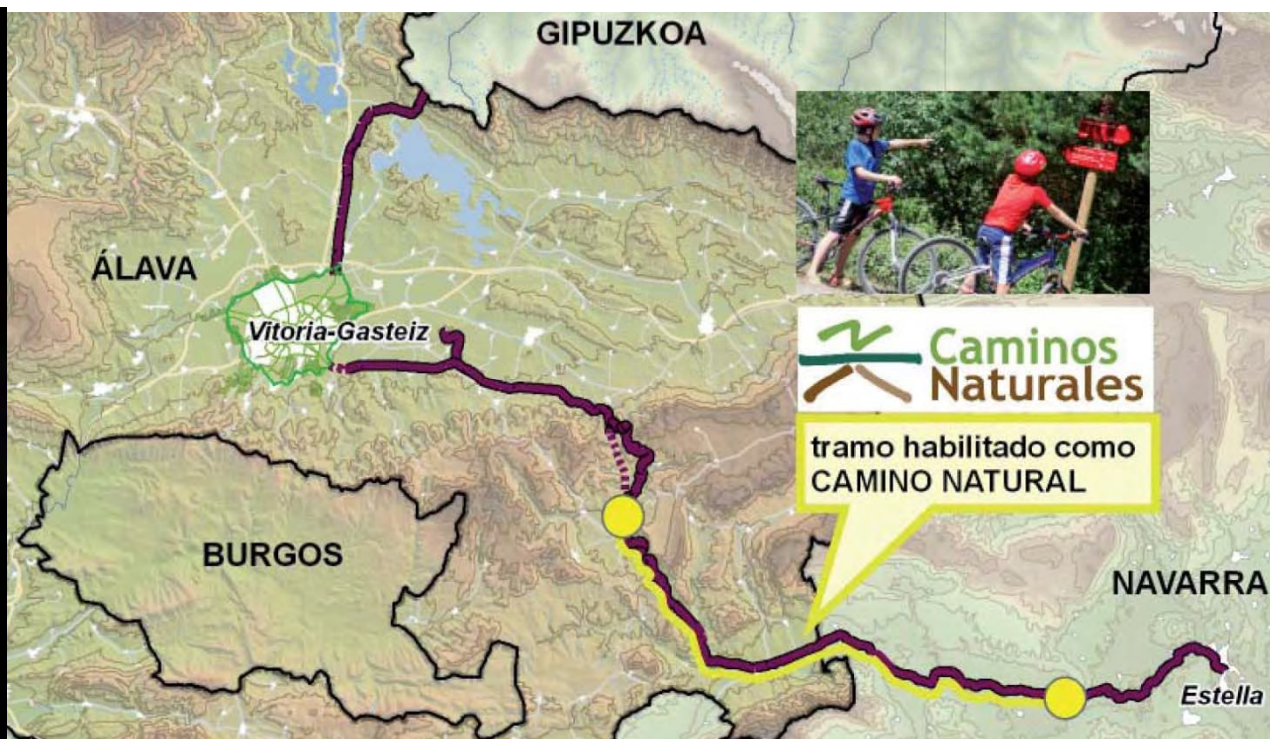 GIPUZKOA
ÁLAVA
Vitoria-Gasteiz
Caminos
Naturales
tramo habilitado como
CAMINO NATURAL
BURGOS
NAVARRA
Estella